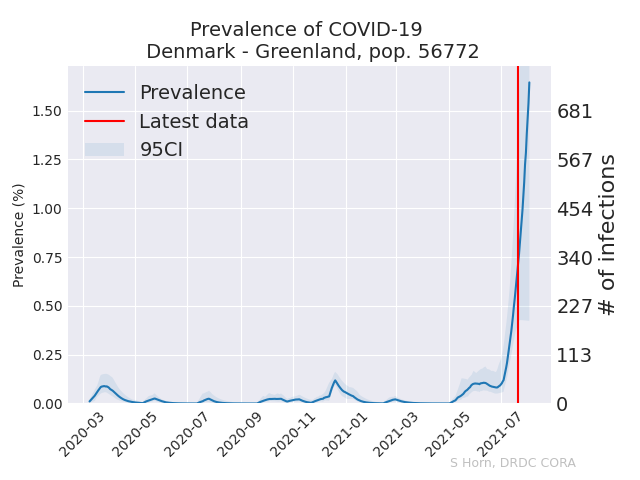 Prevalence of COVID-19
Denmark - Greenland, pop. 56772
Prevalence
Latest data
95CI
Prevalence (%)
1.50
1.25
1.00
0.75
0.50
0.25
0.00
681
567
454
340
227
113
0
# of infections
2020-03
2020-05
2020-07
2020-09
2020-11
2021-01
2021-03
2021-05
2021-07
S Horn, DRDC CORA